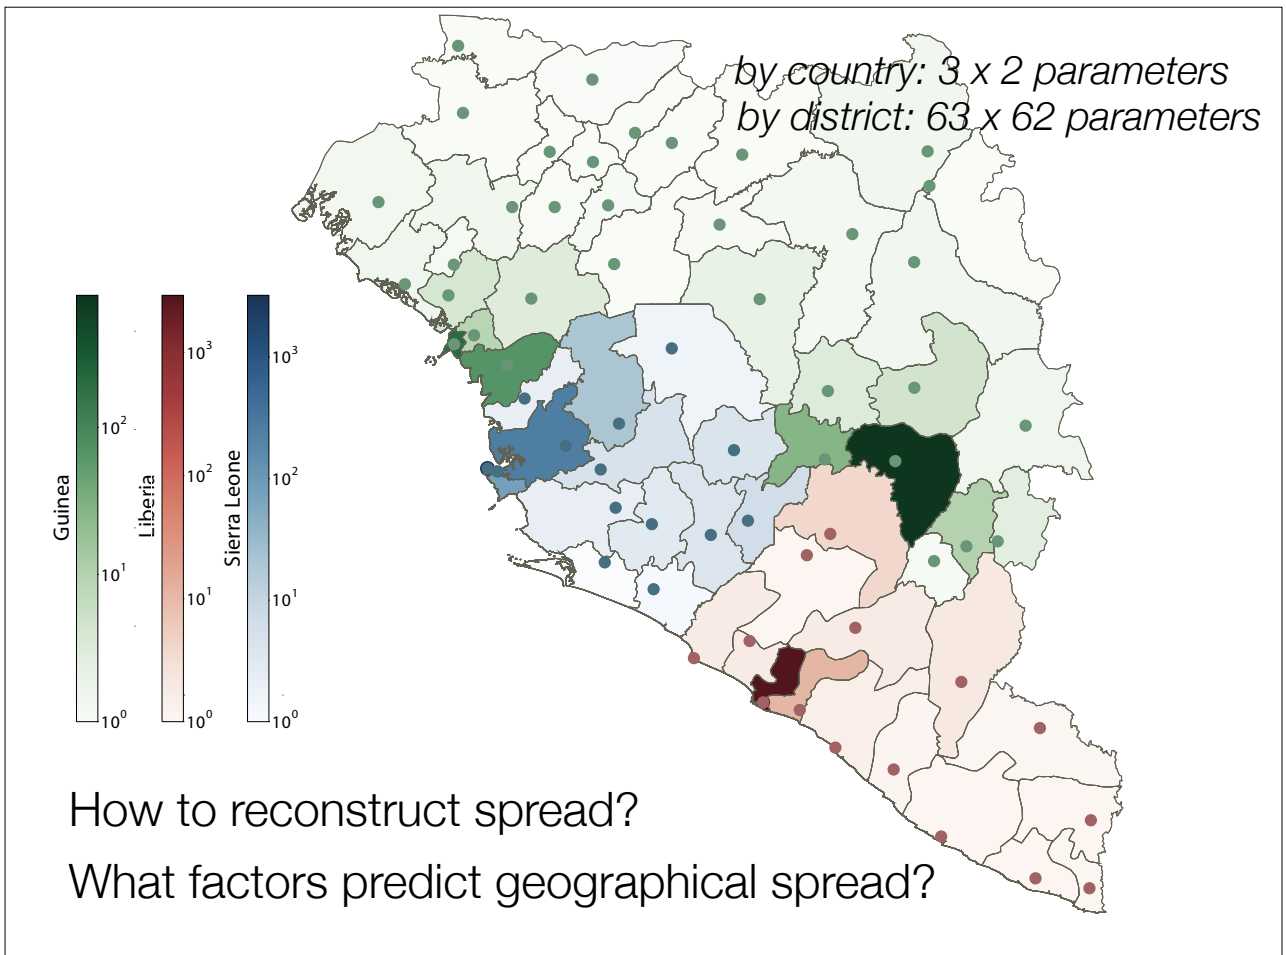 by country: 3 x 2 parameters
by district: 63 x 62 parameters
Guinea
10²
10¹
10⁰
Liberia
10³
10²
10¹
10⁰
Sierra Leone
10³
10²
10¹
10⁰
How to reconstruct spread?
What factors predict geographical spread?